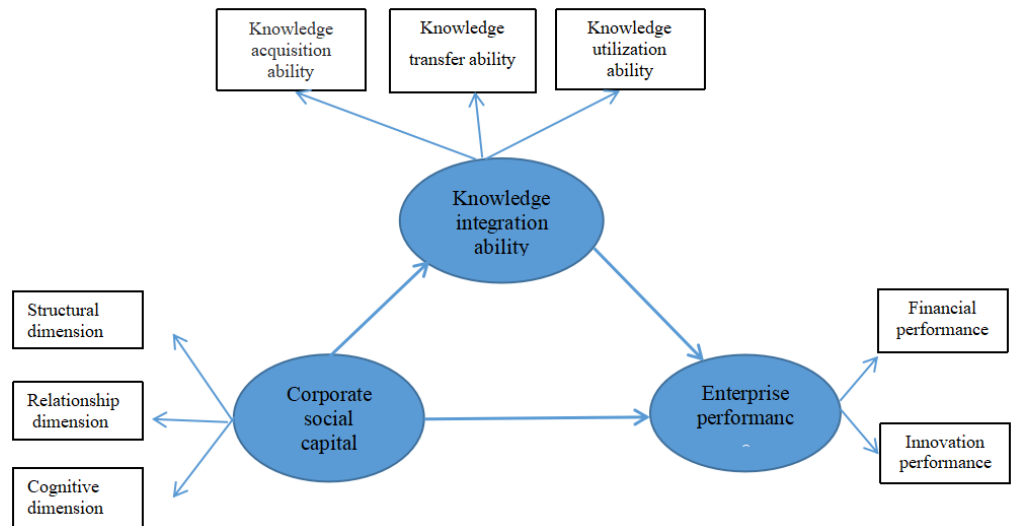 Knowledge
acquisition
ability
Knowledge
transfer ability
Knowledge
utilization
ability
Knowledge
integration
ability
Structural
dimension
Relationship
dimension
Cognitive
dimension
Corporate
social
capital
Enterprise
performanc
Financial
performance
Innovation
performance